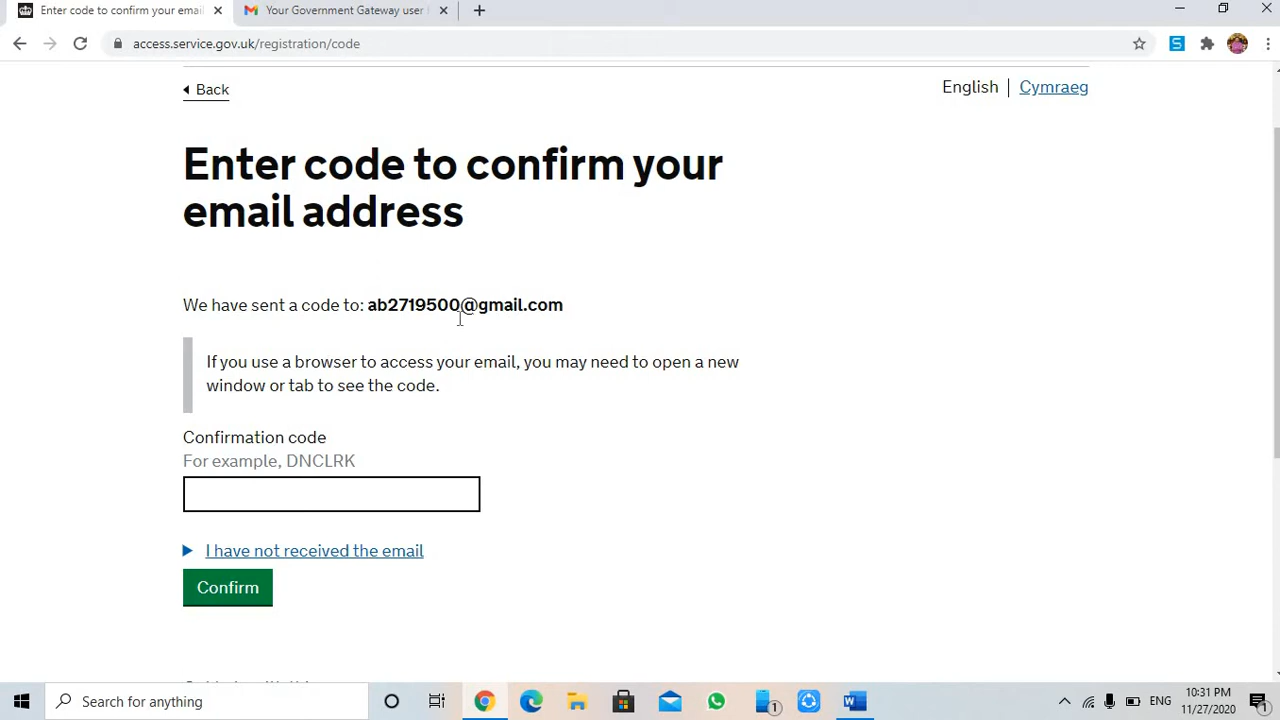 Enter code to confirm your emai
Your Government Gateway user
access.service.gov.uk/registration/code
Back
English | Cymraeg
Enter code to confirm your
email address
We have sent a code to: ab2719500@gmail.com
If you use a browser to access your email, you may need to open a new
window or tab to see the code.
Confirmation code
For example, DNCLRK
I have not received the email
Confirm
Search for anything
ENG
10:31 PM
11/27/2020